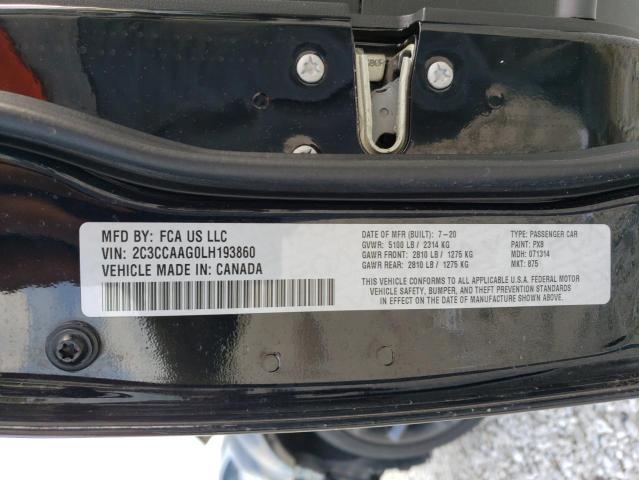 MFD BY: FCA US LLC
VIN: 2C3CCAAG0LH193860
VEHICLE MADE IN: CANADA
DATE OF MFR (BUILT): 7-20
GVWR: 5100 LB / 2314 KG
GAWR FRONT: 2810 LB / 1275 KG
GAWR REAR: 2810 LB / 1275 KG
TYPE: PASSENGER CAR
PAINT: PX8
MDH: 071314
MKT: 875
THIS VEHICLE CONFORMS TO ALL APPLICABLE U.S.A. FEDERAL MOTOR
VEHICLE SAFETY, BUMPER, AND THEFT PREVENTION STANDARDS
IN EFFECT ON THE DATE OF MANUFACTURE SHOWN ABOVE.